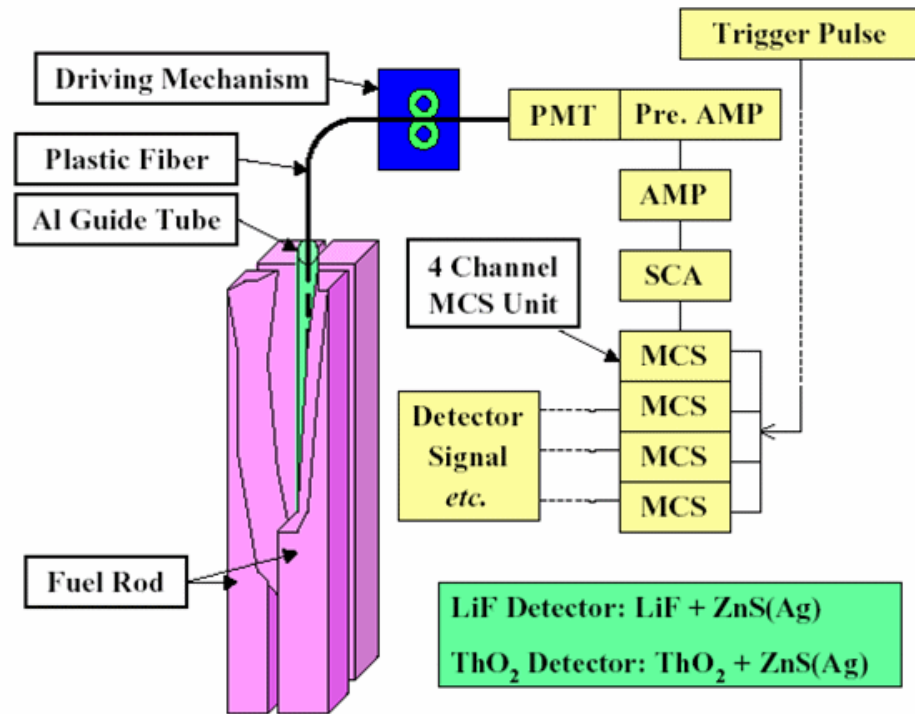 Trigger Pulse
Driving Mechanism
PMT
Pre. AMP
Plastic Fiber
AMP
Al Guide Tube
4 Channel
MCS Unit
SCA
MCS
MCS
MCS
MCS
Detector
Signal
etc.
Fuel Rod
LiF Detector: LiF + ZnS(Ag)
ThO₂ Detector: ThO₂ + ZnS(Ag)